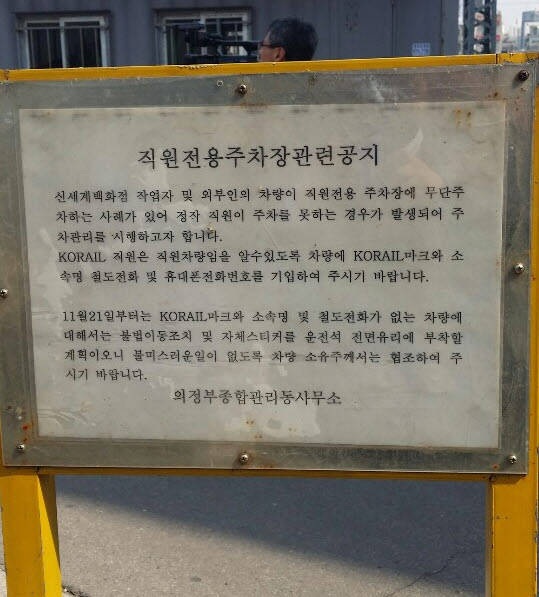 직원전용주차장관련공지
신세계백화점 작업자 및 외부인의 차량이 직원전용 주차장에 무단주
차하는 사례가 있어 정작 직원이 주차를 못하는 경우가 발생되어 주
차관리를 시행하고자 합니다.
KORAIL 직원은 직원차량임을 알수있도록 차량에 KORAIL마크와 소
속명 철도전화 및 휴대폰전화번호를 기입하여 주시기 바랍니다.
11월21일부터는 KORAIL마크와 소속명 및 철도전화가 없는 차량에
대해서는 불법이동조치 및 자체스티커를 운전석 전면유리에 부착할
계획이오니 불미스러운일이 없도록 차량 소유주께서는 협조하여 주
시기 바랍니다.
의정부종합관리동사무소